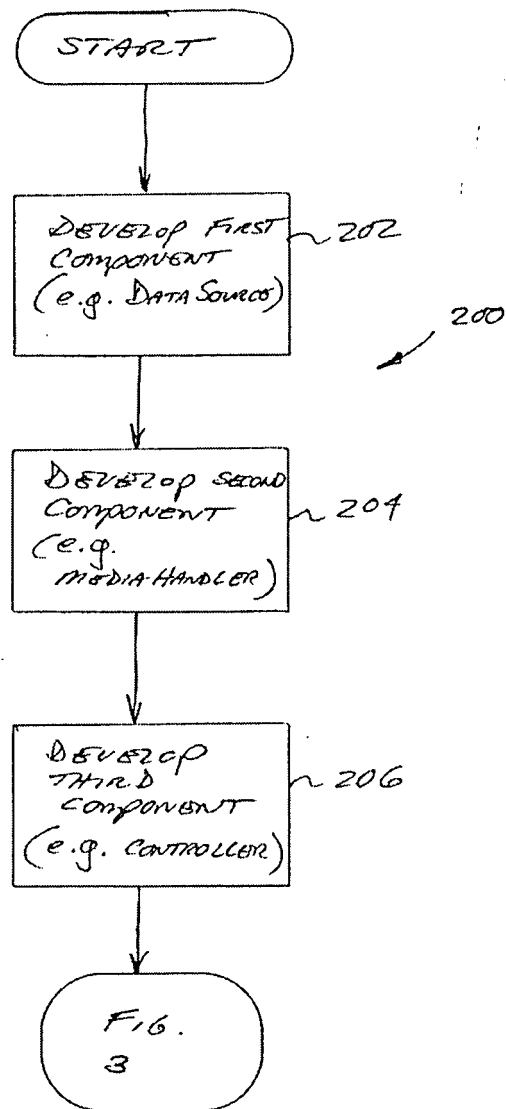 START
DEVELOP FIRST
COMPONENT
(e.g. DATA SOURCE)
202
200
DEVELOP SECOND
COMPONENT
(e.g.
MEDIA-HANDLER)
204
DEVELOP
THIRD
COMPONENT
(e.g. CONTROLLER)
206
FIG.
3